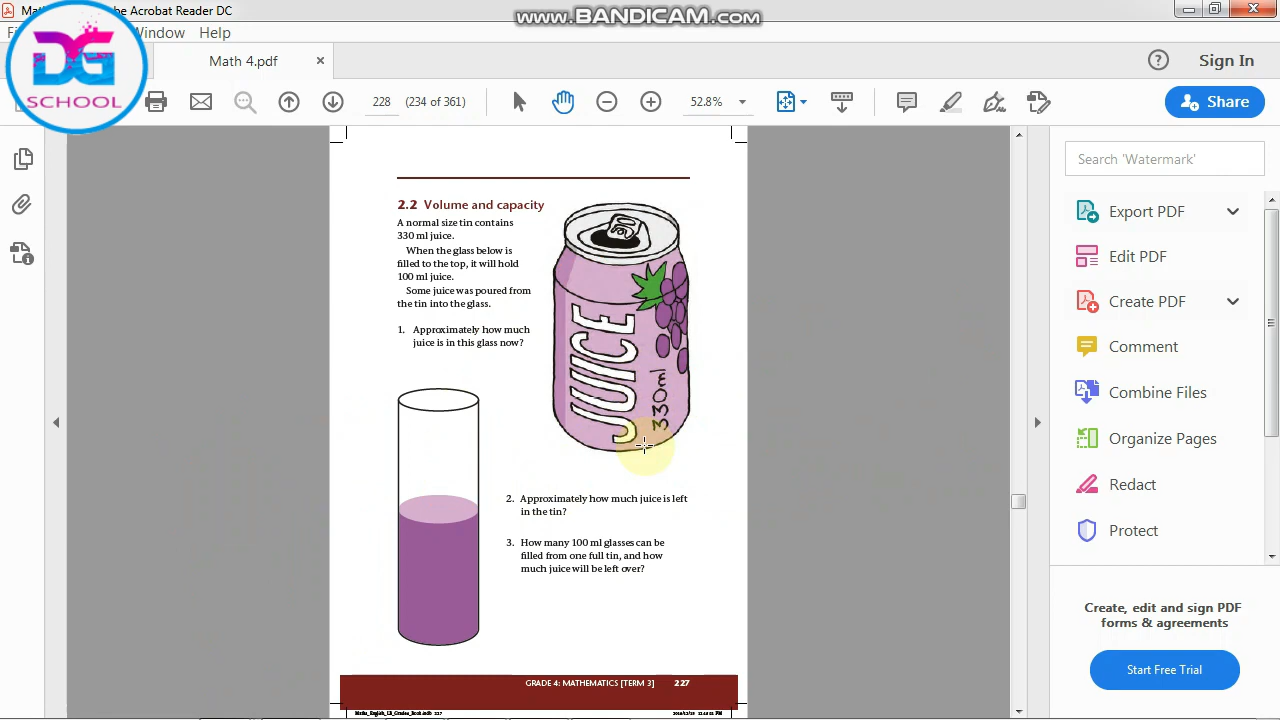 www.BANDICAM.com
be Acrobat Reader DC
Window Help
DG
SCHOOL
Math 4.pdf
Sign In
228 (234 of 361)
52.8%
Share
Search 'Watermark'
Export PDF
Edit PDF
Create PDF
Comment
Combine Files
Organize Pages
Redact
Protect
Create, edit and sign PDF
forms & agreements
Start Free Trial
2.2 Volume and capacity
A normal size tin contains
330 ml juice.
When the glass below is
filled to the top, it will hold
100 ml juice.
Some juice was poured from
the tin into the glass.
1. Approximately how much
juice is in this glass now?
JUICE
330ml
2. Approximately how much juice is left
in the tin?
3. How many 100 ml glasses can be
filled from one full tin, and how
much juice will be left over?
GRADE 4: MATHEMATICS [TERM 3] 227